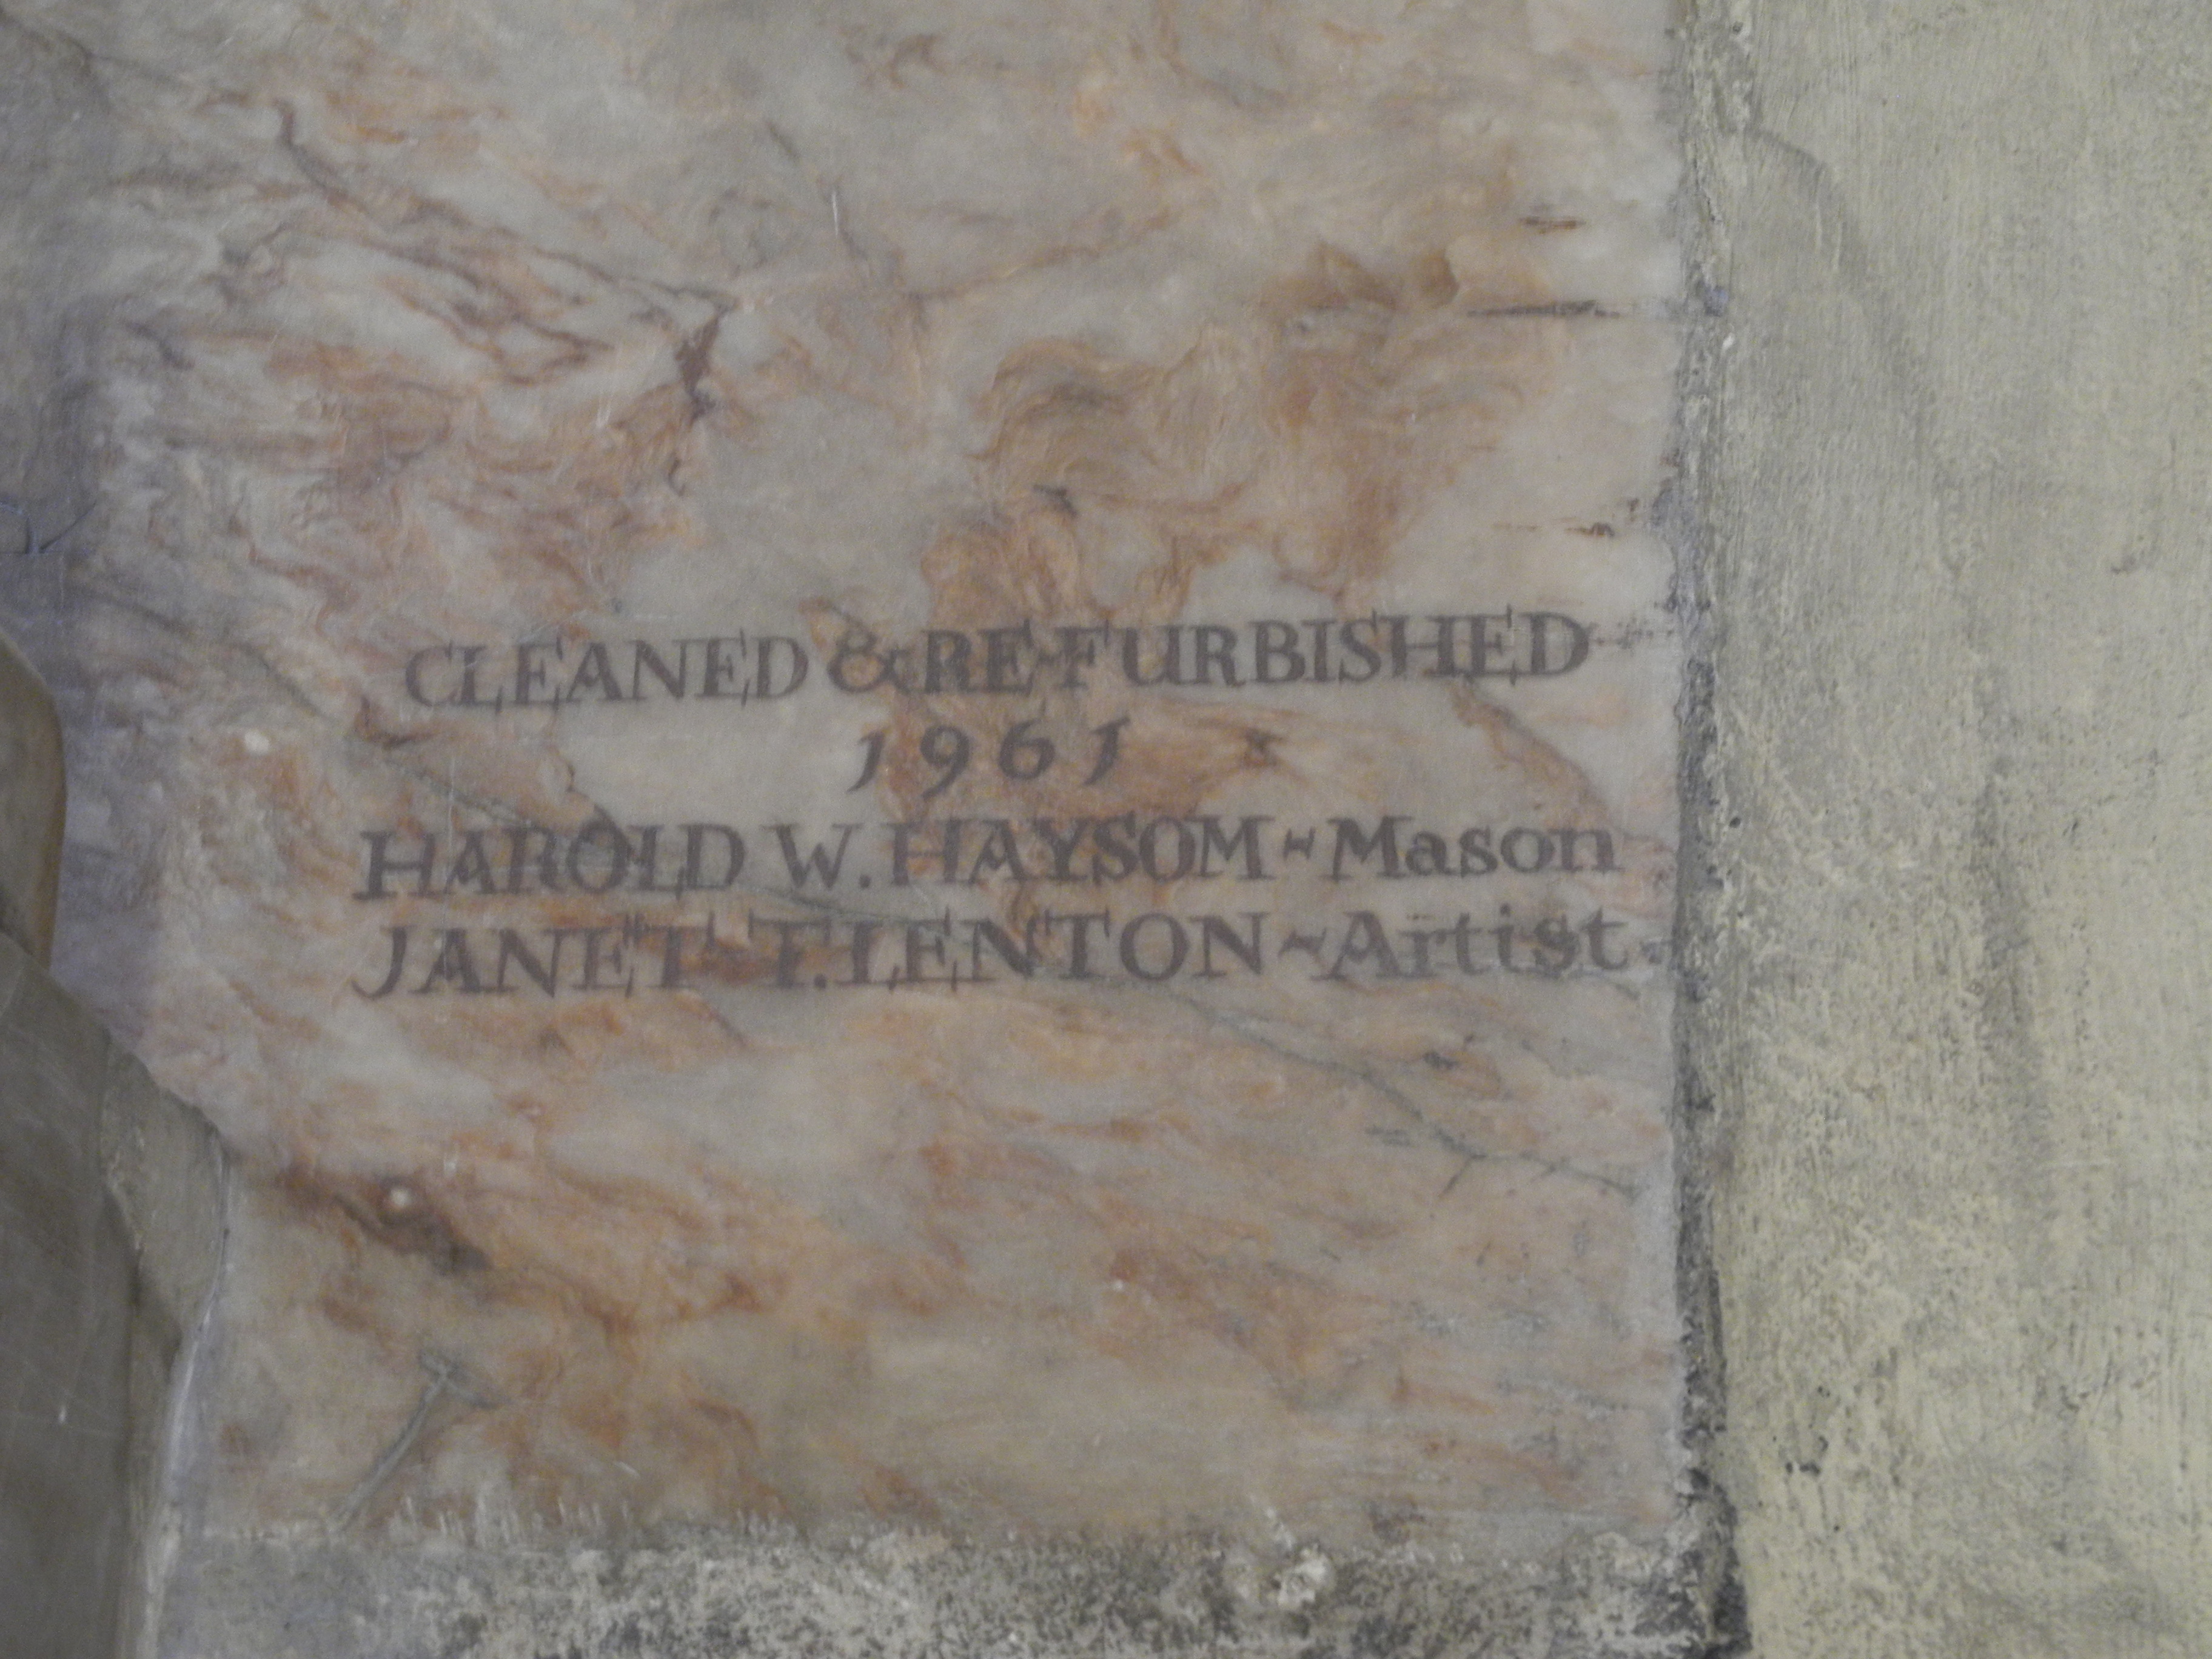 CLEANED & RE-FURBISHED
1961
HAROLD W. HAYSOM ~ Mason
JANET T. LENTON ~ Artist